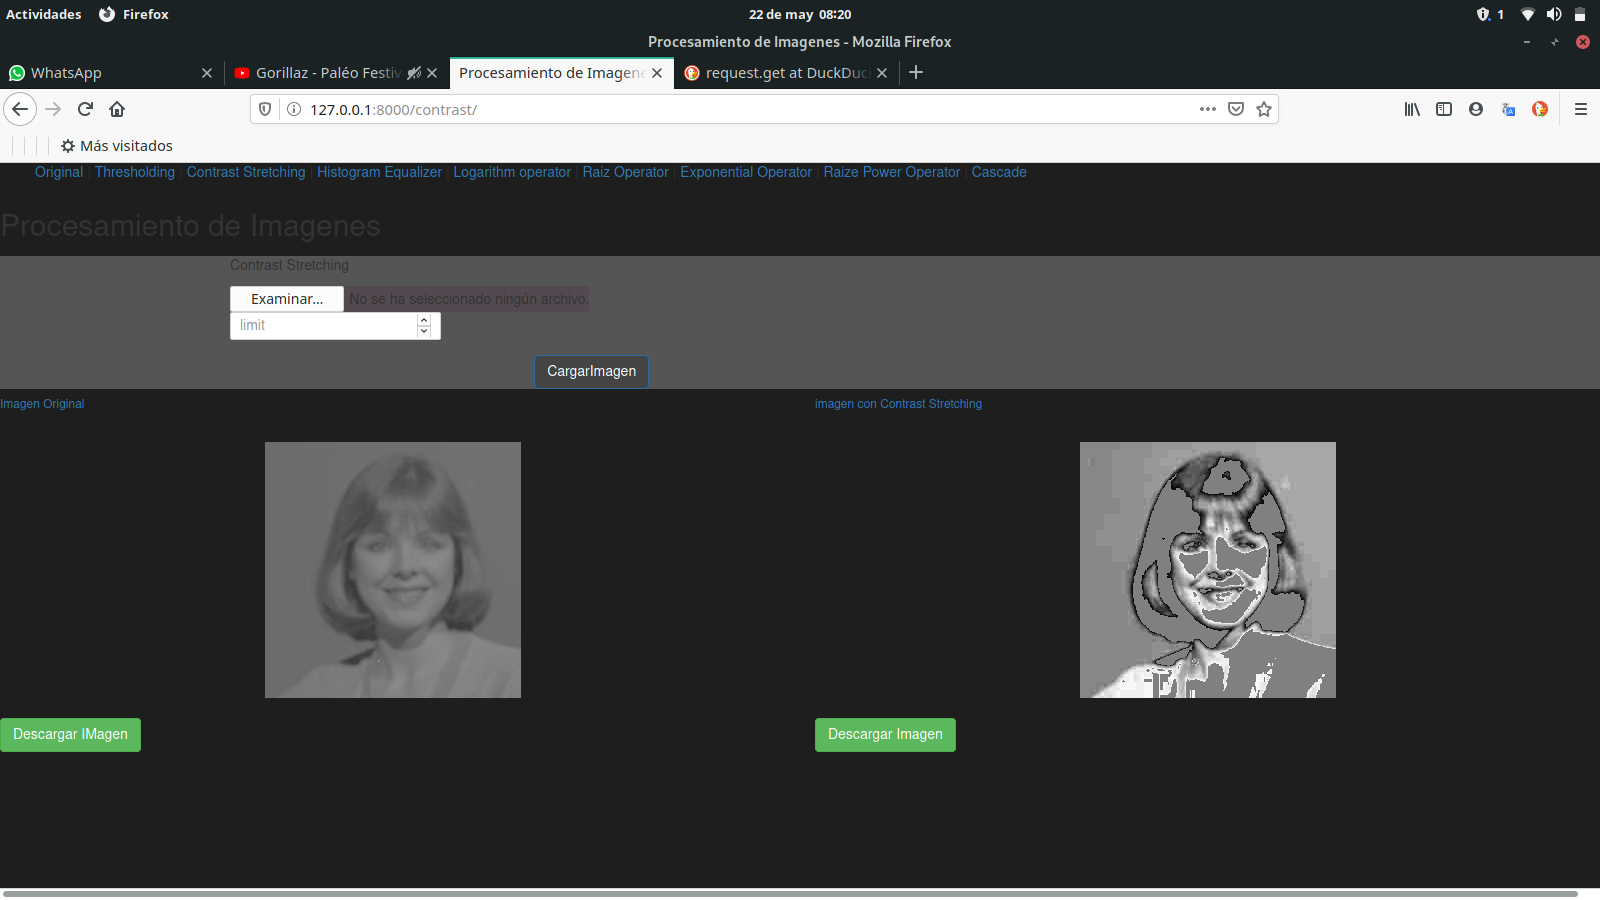 Actividades Firefox 22 de may 08:20 1
Procesamiento de Imagenes - Mozilla Firefox
WhatsApp Gorillaz - Paléo Festiv Procesamiento de Imagene request.get at DuckDuc
127.0.0.1:8000/contrast/
Más visitados
Original | Thresholding | Contrast Stretching | Histogram Equalizer | Logarithm operator | Raiz Operator | Exponential Operator | Raize Power Operator | Cascade
Procesamiento de Imagenes
Contrast Stretching
Examinar... No se ha seleccionado ningún archivo.
limit
CargarImagen
Imagen Original imagen con Contrast Stretching
Descargar IMagen Descargar Imagen